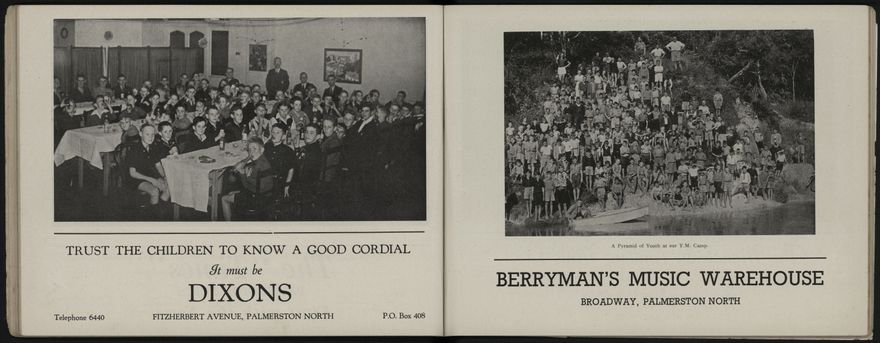 TRUST THE CHILDREN TO KNOW A GOOD CORDIAL
It must be
DIXONS
Telephone 6440 FITZHERBERT AVENUE, PALMERSTON NORTH P.O. Box 408
A Pyramid of Youth at our Y.M. Camp.
BERRYMAN'S MUSIC WAREHOUSE
BROADWAY, PALMERSTON NORTH